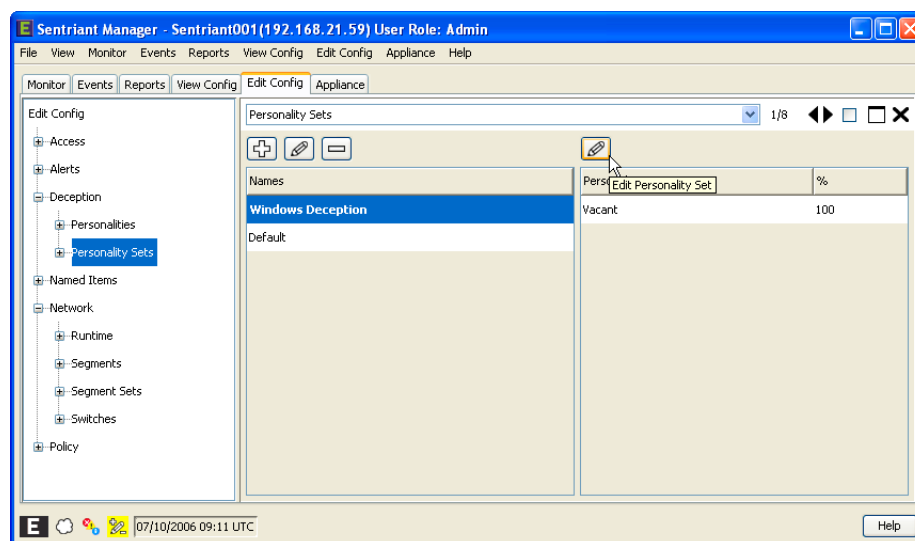 E Sentriant Manager - Sentriant001(192.168.21.59) User Role: Admin
File View Monitor Events Reports View Config Edit Config Appliance Help
Monitor Events Reports View Config Edit Config Appliance
Edit Config
Personality Sets 1/8
Access
Alerts
Deception
Personalities
Personality Sets
Named Items
Network
Runtime
Segments
Segment Sets
Switches
Policy
Names
Windows Deception
Default
%
Edit Personality Set
Vacant 100
E 07/10/2006 09:11 UTC Help